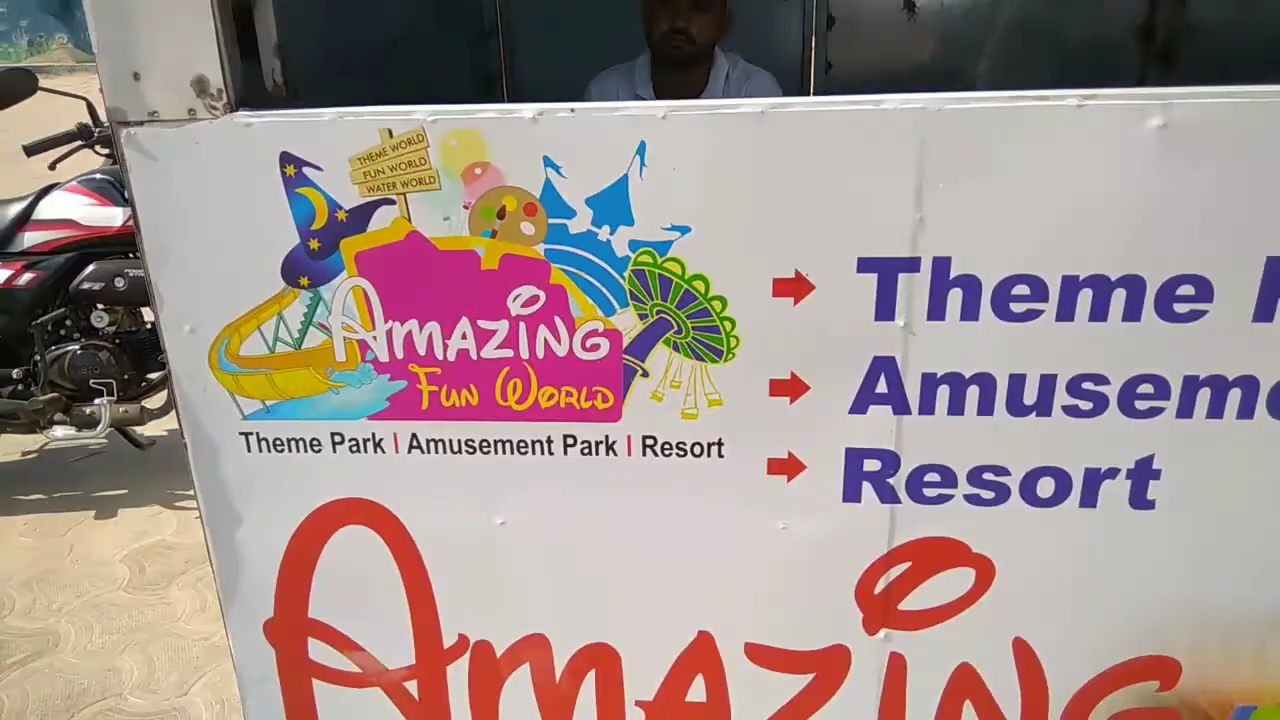 THEME WORLD
FUN WORLD
WATER WORLD
AMAZING
FUN WORLD
Theme Park | Amusement Park | Resort
Theme
Amusem
Resort
AMAZING